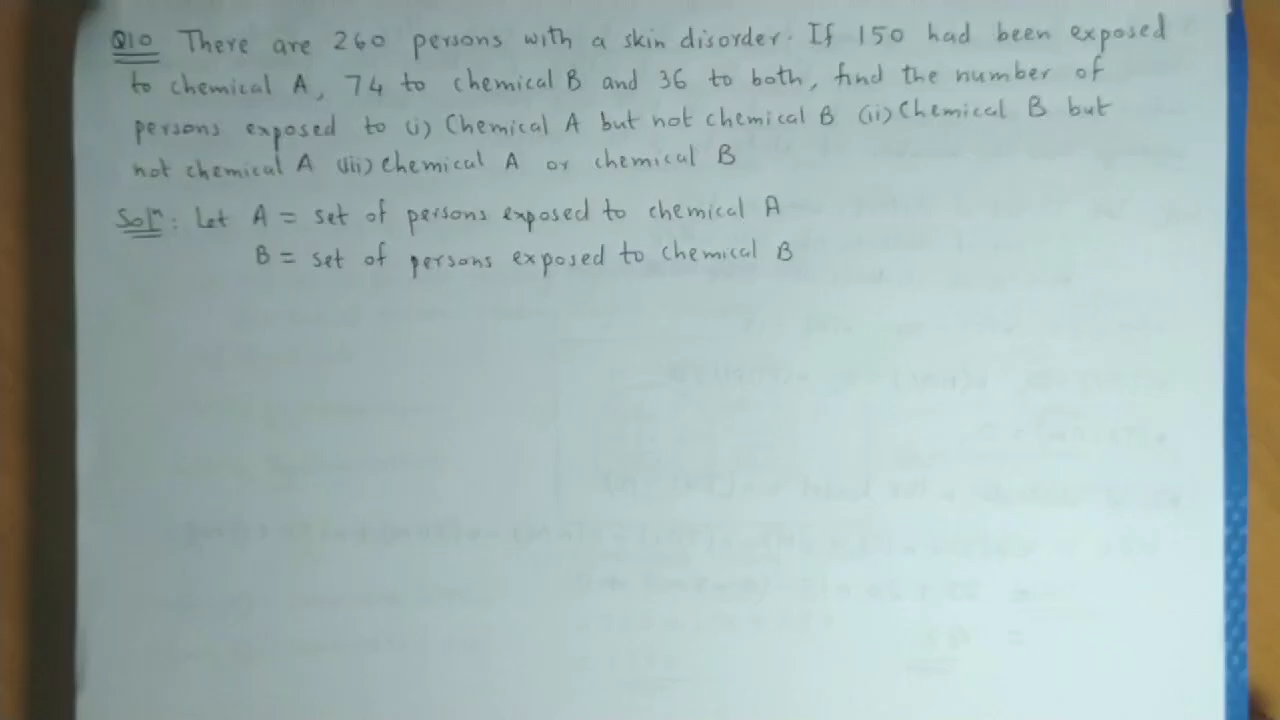 Q10 There are 260 persons with a skin disorder. If 150 had been exposed
to chemical A, 74 to chemical B and 36 to both, find the number of
persons exposed to (i) Chemical A but not chemical B (ii) Chemical B but
not chemical A (iii) Chemical A or chemical B
Solⁿ: Let A = set of persons exposed to chemical A
B = set of persons exposed to chemical B